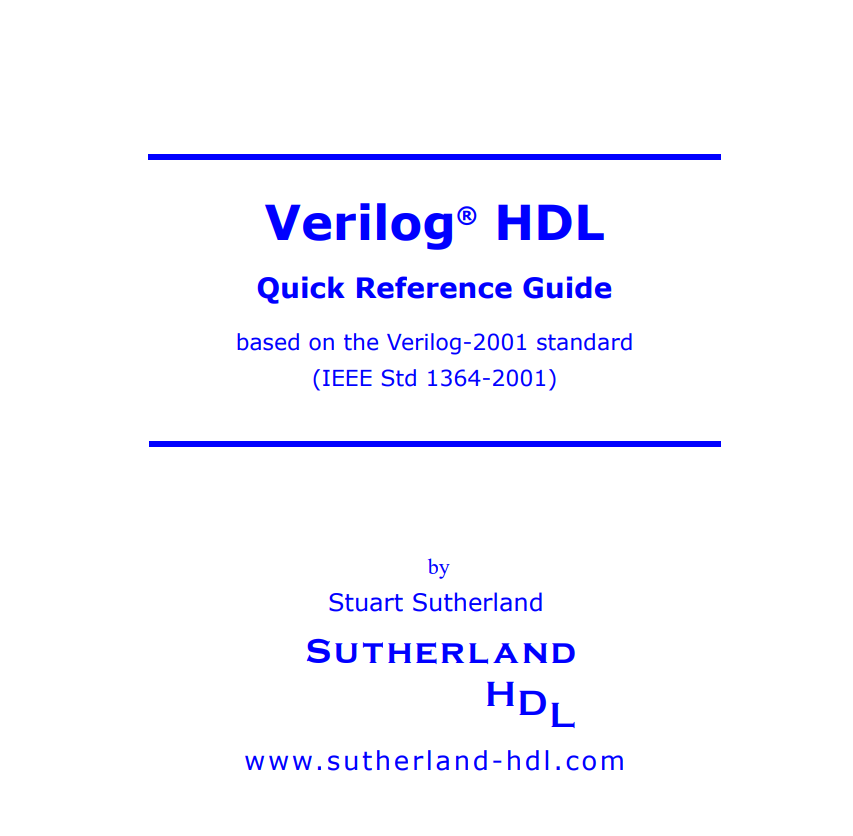 Verilog® HDL
Quick Reference Guide
based on the Verilog-2001 standard
(IEEE Std 1364-2001)
by
Stuart Sutherland
SUTHERLAND
HDL
www.sutherland-hdl.com